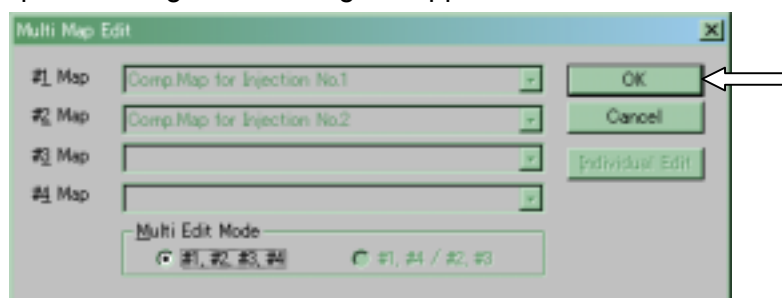 Multi Map Edit
#1 Map Comp.Map for Injection No.1 OK
#2 Map Comp.Map for Injection No.2 Cancel
#3 Map Individual Edit
#4 Map
Multi Edit Mode
#1, #2, #3, #4 #1, #4 / #2, #3